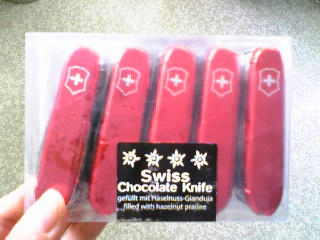 Swiss
Chocolate Knife
gefüllt mit Haselnuss-Gianduja
filled with hazelnut praline